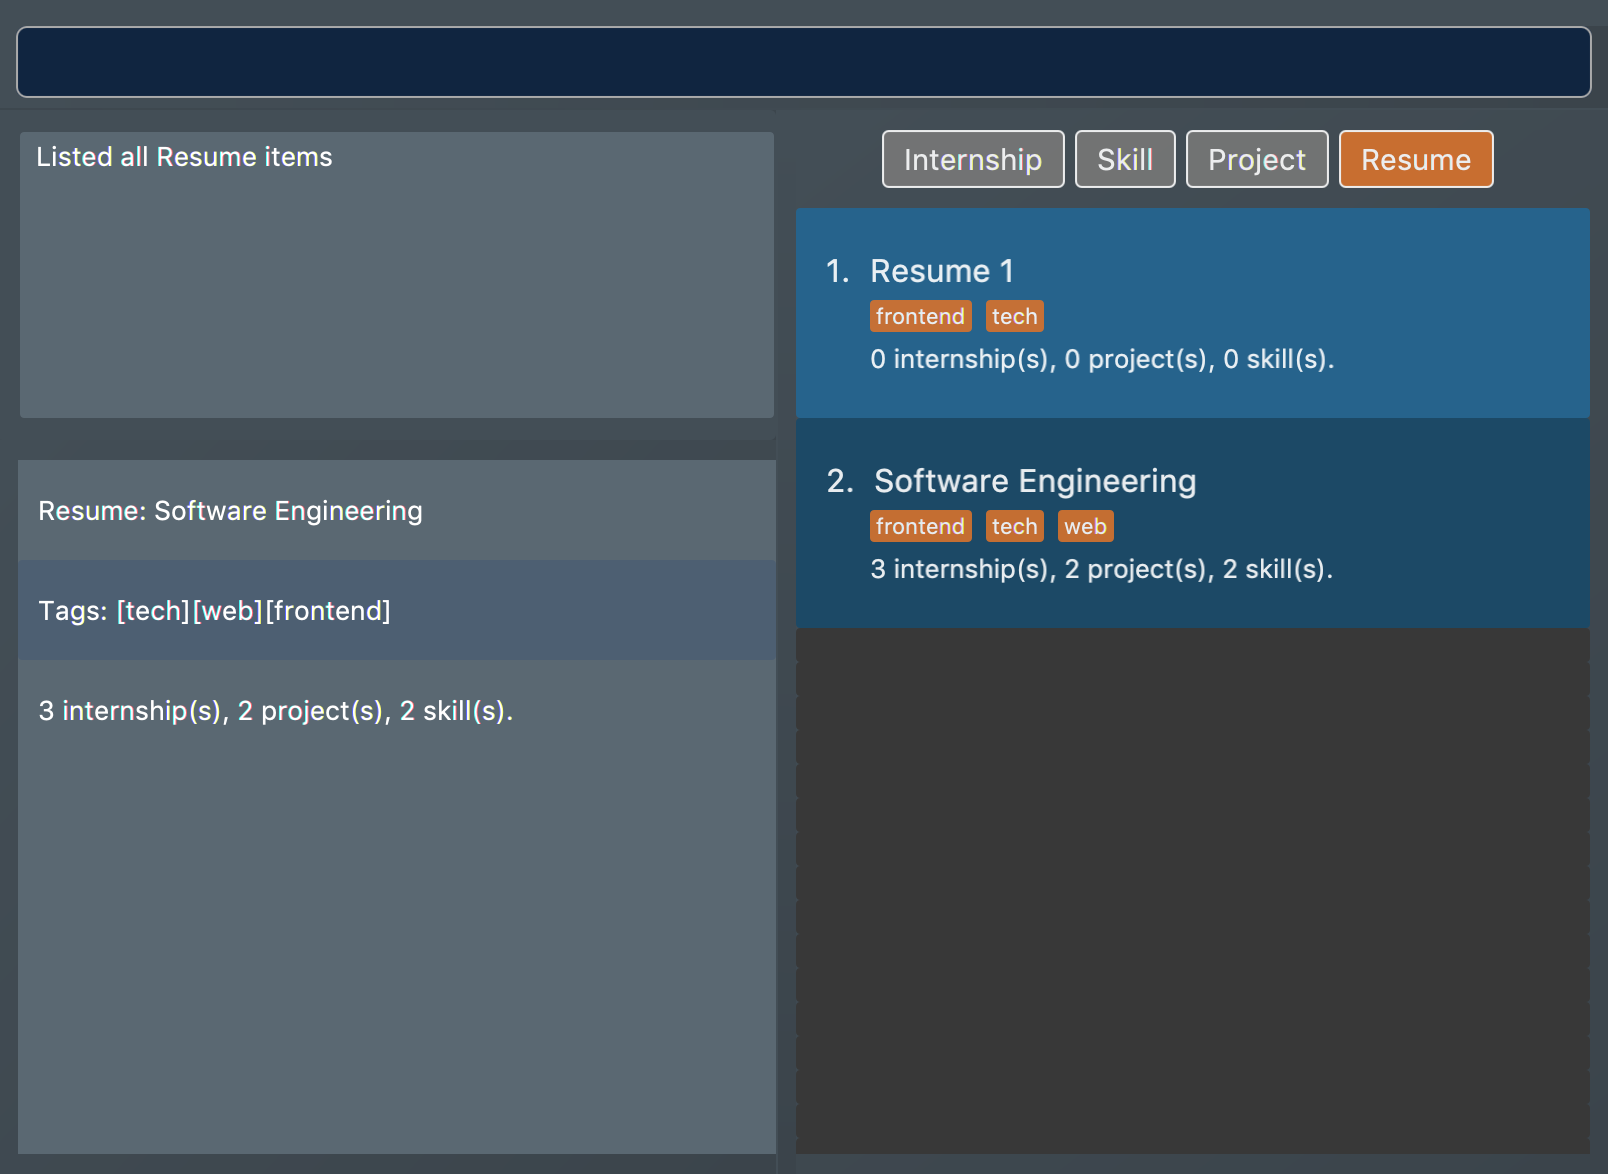 Listed all Resume items
Resume: Software Engineering
Tags: [tech][web][frontend]
3 internship(s), 2 project(s), 2 skill(s).
Internship Skill Project Resume
1. Resume 1
frontend tech
0 internship(s), 0 project(s), 0 skill(s).
2. Software Engineering
frontend tech web
3 internship(s), 2 project(s), 2 skill(s).